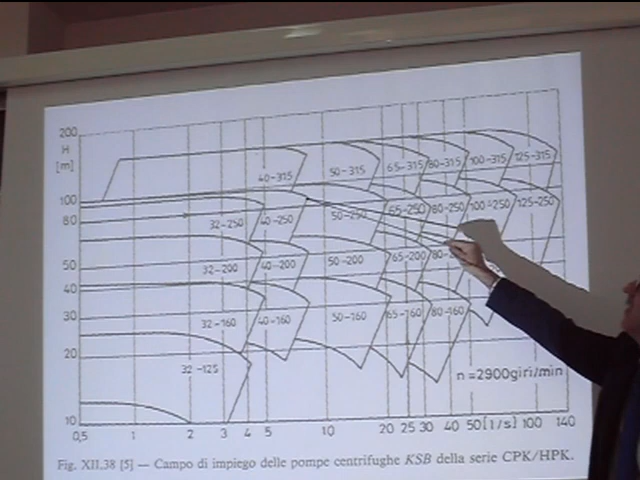 200
H
[m]
40-315 50-315 65-315 80-315 100-315 125-315
100
80
32-250 40-250 50-250 65-250 80-250 100-250 125-250
50
32-200 40-200 50-200 65-200 80-
40
30
32-160 40-160 50-160 65-160 80-160
20
32-125
n=2900giri/min
10
0,5 1 2 3 4 5 10 20 25 30 40 50[l/s] 100 140
Fig. XII.38 [5] — Campo di impiego delle pompe centrifughe KSB della serie CPK/HPK.